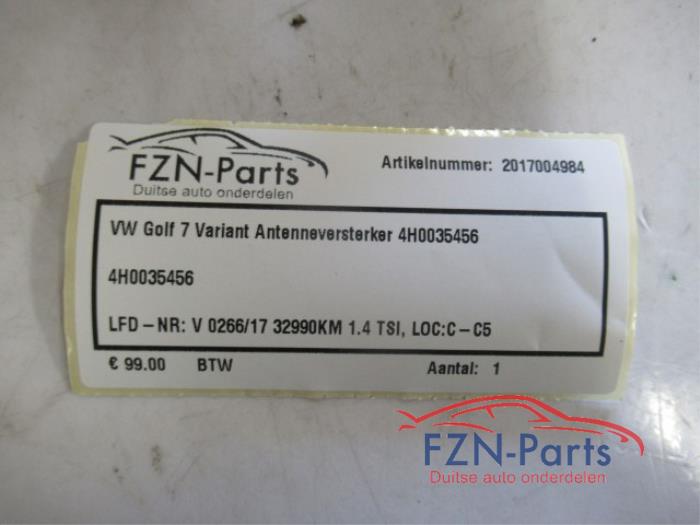 FZN-Parts
Duitse auto onderdelen
Artikelnummer: 2017004984
VW Golf 7 Variant Antenneversterker 4H0035456
4H0035456
LFD-NR: V 0266/17 32990KM 1.4 TSI, LOC:C-C5
€ 99.00 BTW Aantal: 1
FZN-Parts
Duitse auto onderdelen